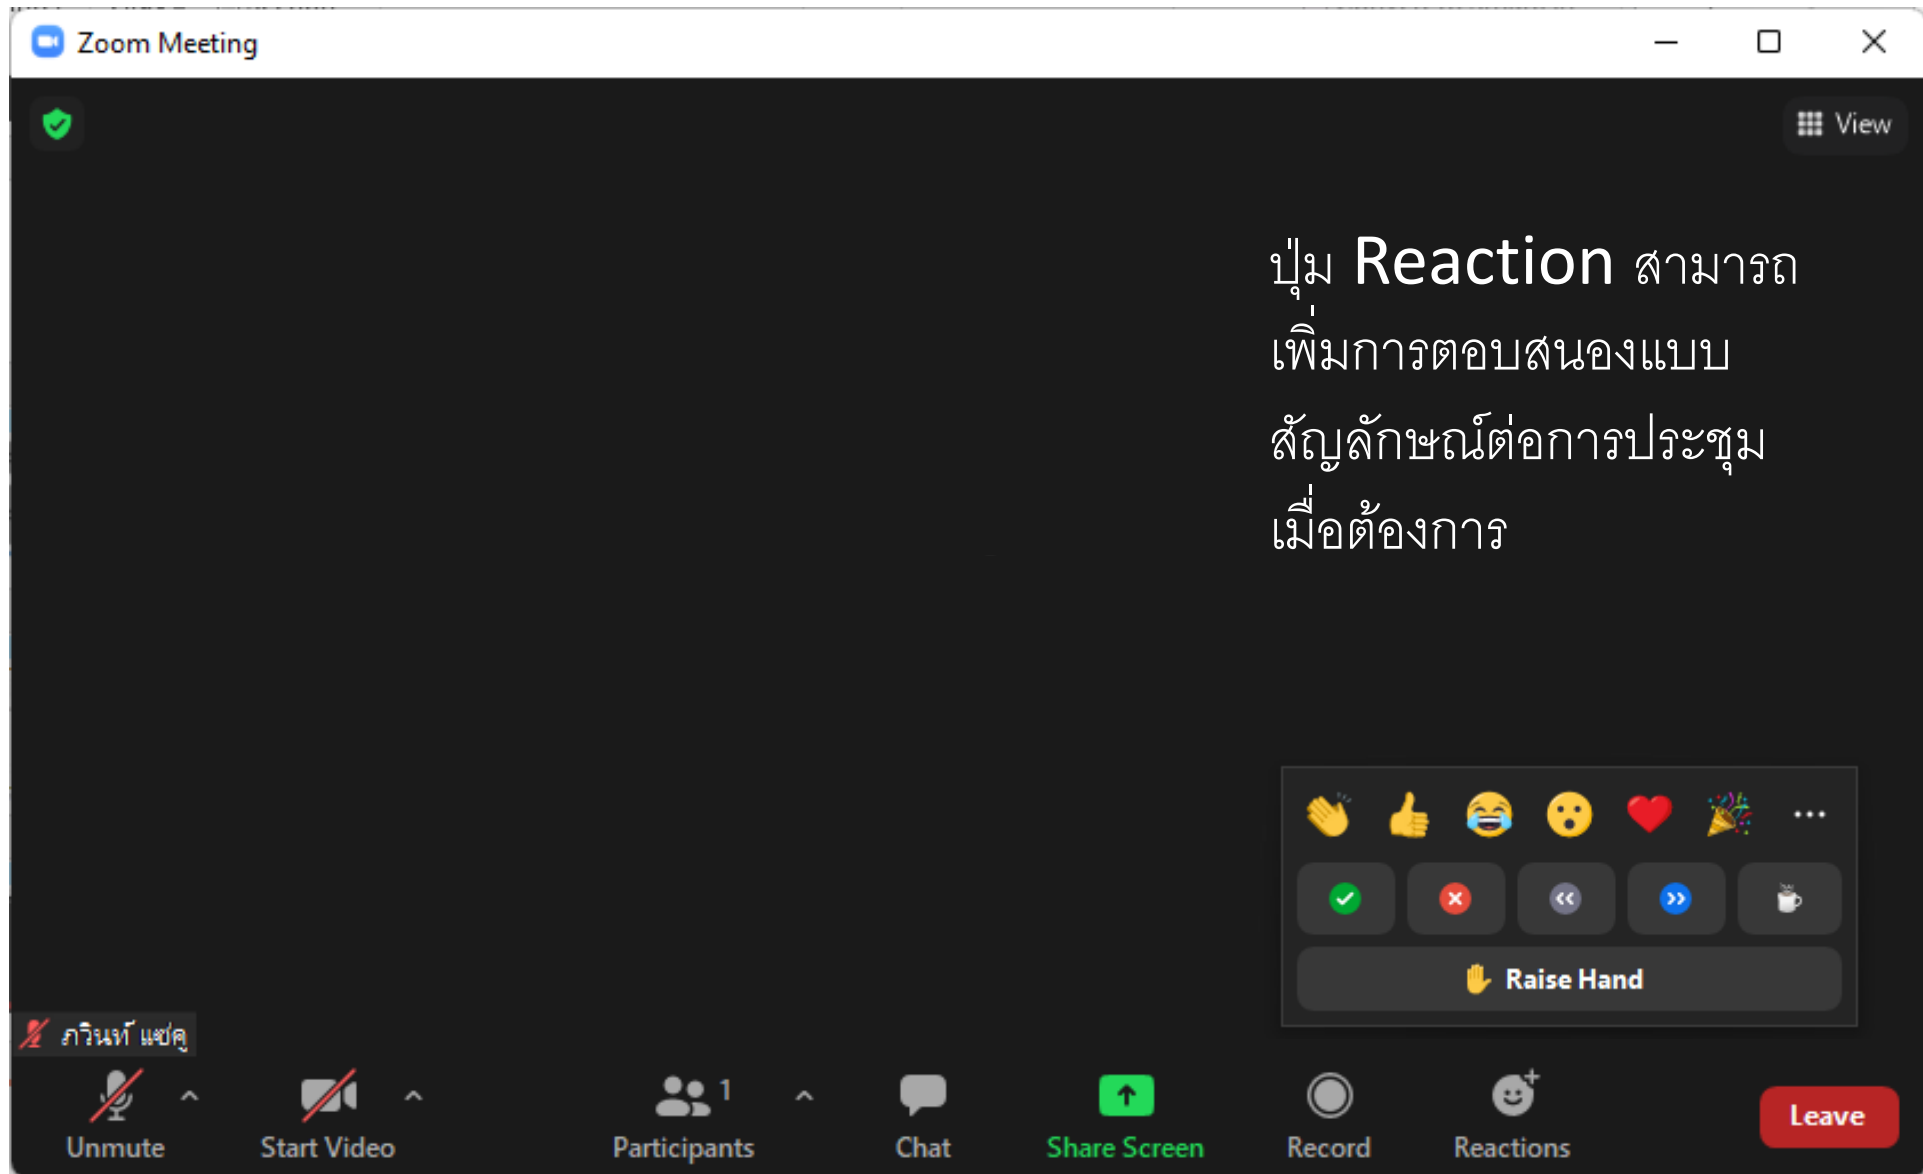 Zoom Meeting
View
ปุ่ม Reaction สามารถ
เพิ่มการตอบสนองแบบ
สัญลักษณ์ต่อการประชุม
เมื่อต้องการ
Raise Hand
ภวินท์ แซ่คู
1
Unmute
Start Video
Participants
Chat
Share Screen
Record
Reactions
Leave